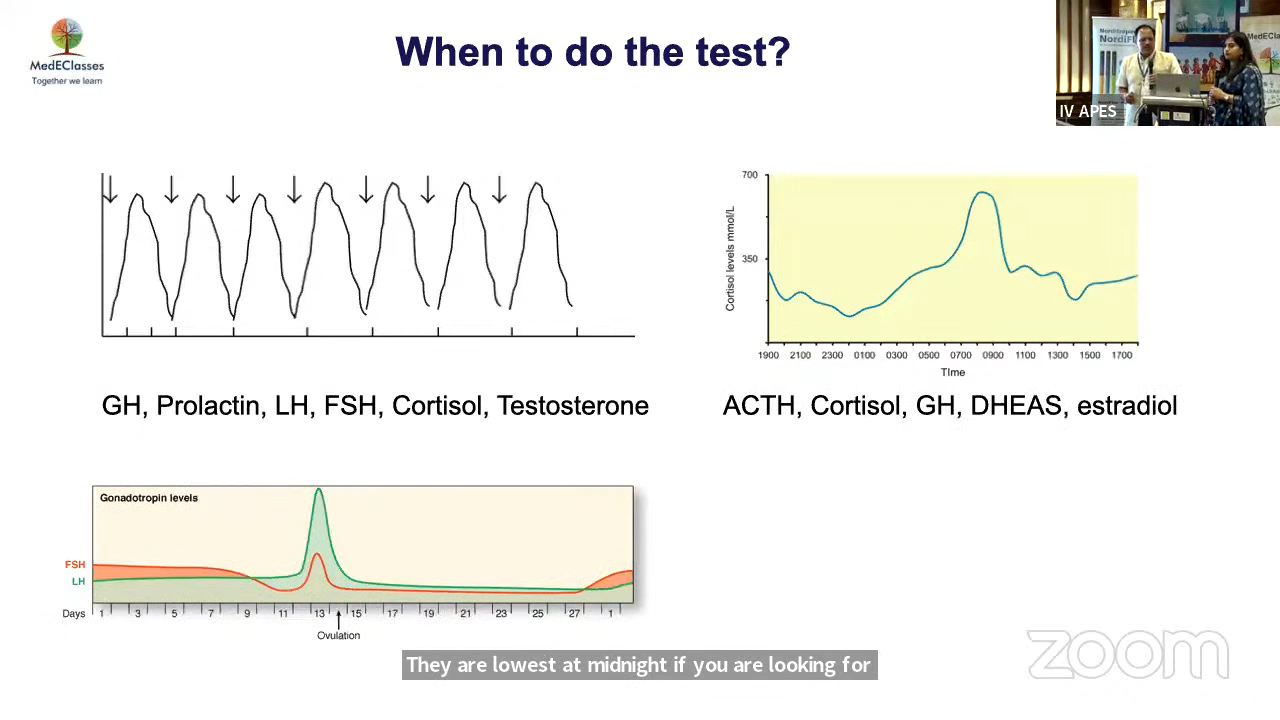 MedEClasses
Together we learn
When to do the test?
IV APES
700
350
Cortisol levels mmol/L
1900 2100 2300 0100 0300 0500 0700 0900 1100 1300 1500 1700
TIme
GH, Prolactin, LH, FSH, Cortisol, Testosterone
ACTH, Cortisol, GH, DHEAS, estradiol
Gonadotropin levels
FSH
LH
Days 1 3 5 7 9 11 13 15 17 19 21 23 25 27 1
Ovulation
They are lowest at midnight if you are looking for
zoom